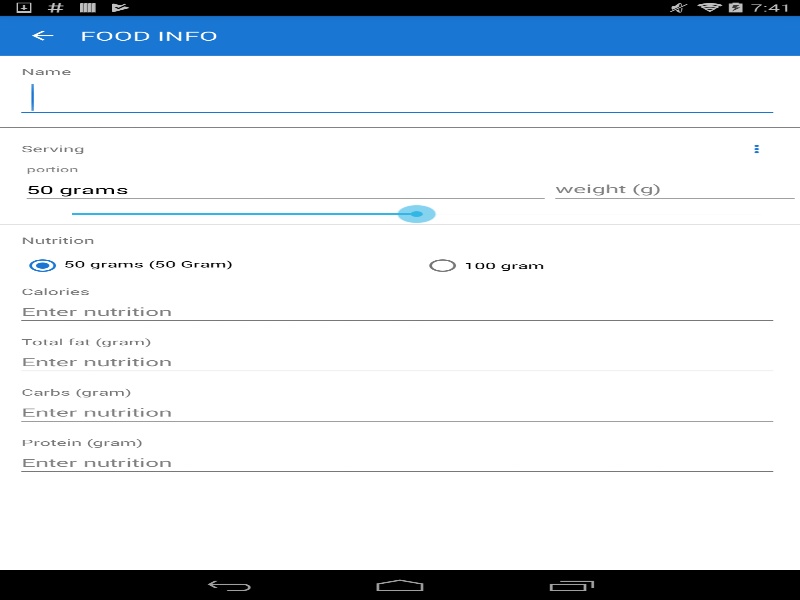 7:41
FOOD INFO
Name
Serving
portion
50 grams
weight (g)
Nutrition
50 grams (50 Gram)
100 gram
Calories
Enter nutrition
Total fat (gram)
Enter nutrition
Carbs (gram)
Enter nutrition
Protein (gram)
Enter nutrition